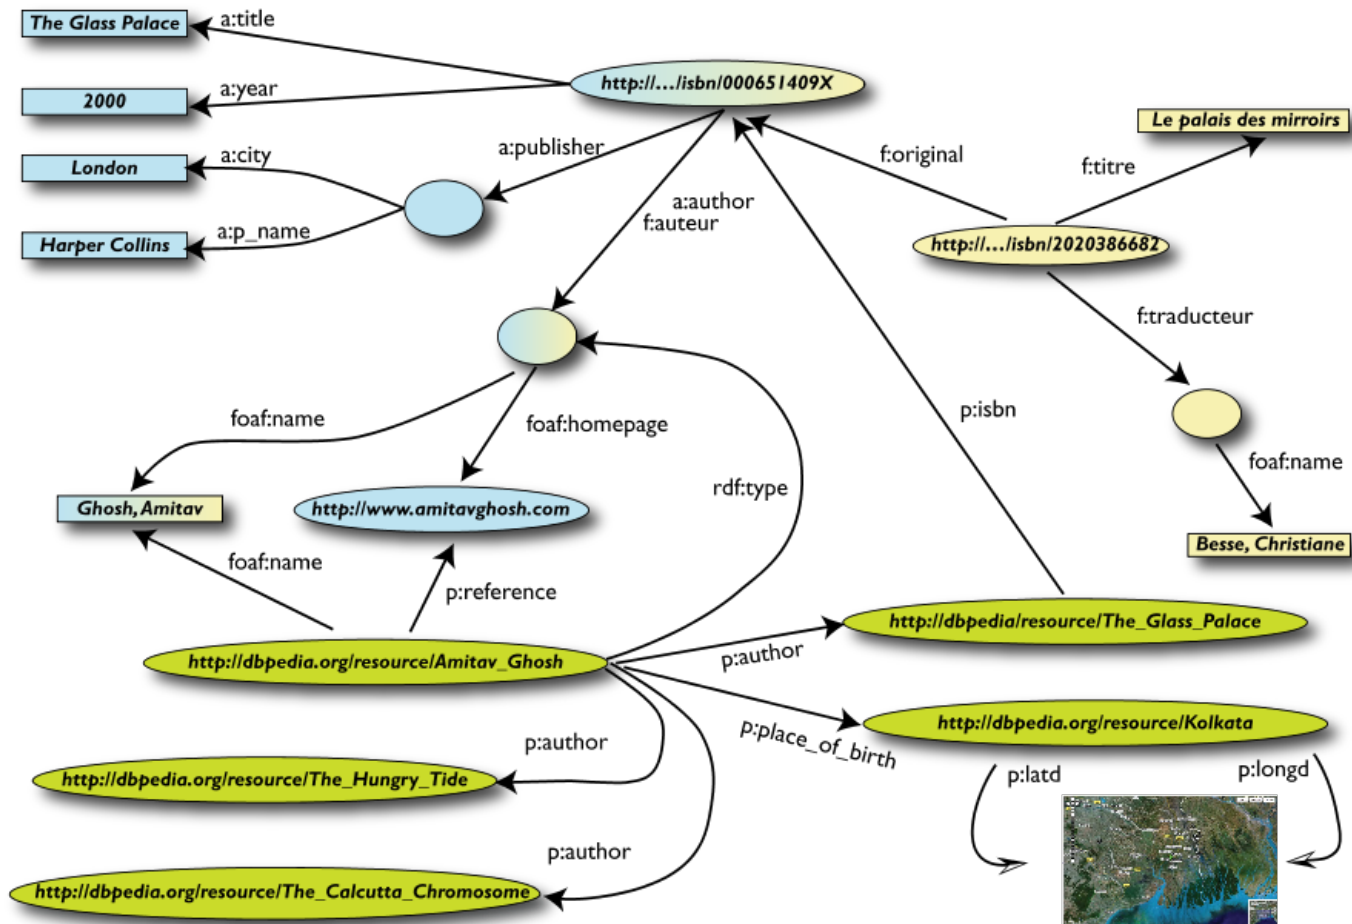 The Glass Palace
a:title
http://…/isbn/000651409X
2000
a:year
Le palais des mirroirs
a:publisher
f:original
London
a:city
f:titre
a:author
f:auteur
Harper Collins
a:p_name
http://…/isbn/2020386682
f:traducteur
foaf:name
foaf:homepage
p:isbn
foaf:name
rdf:type
Ghosh, Amitav
http://www.amitavghosh.com
Besse, Christiane
foaf:name
p:reference
http://dbpedia/resource/The_Glass_Palace
p:author
http://dbpedia.org/resource/Amitav_Ghosh
http://dbpedia.org/resource/Kolkata
p:place_of_birth
p:author
http://dbpedia.org/resource/The_Hungry_Tide
p:latd
p:longd
p:author
http://dbpedia.org/resource/The_Calcutta_Chromosome